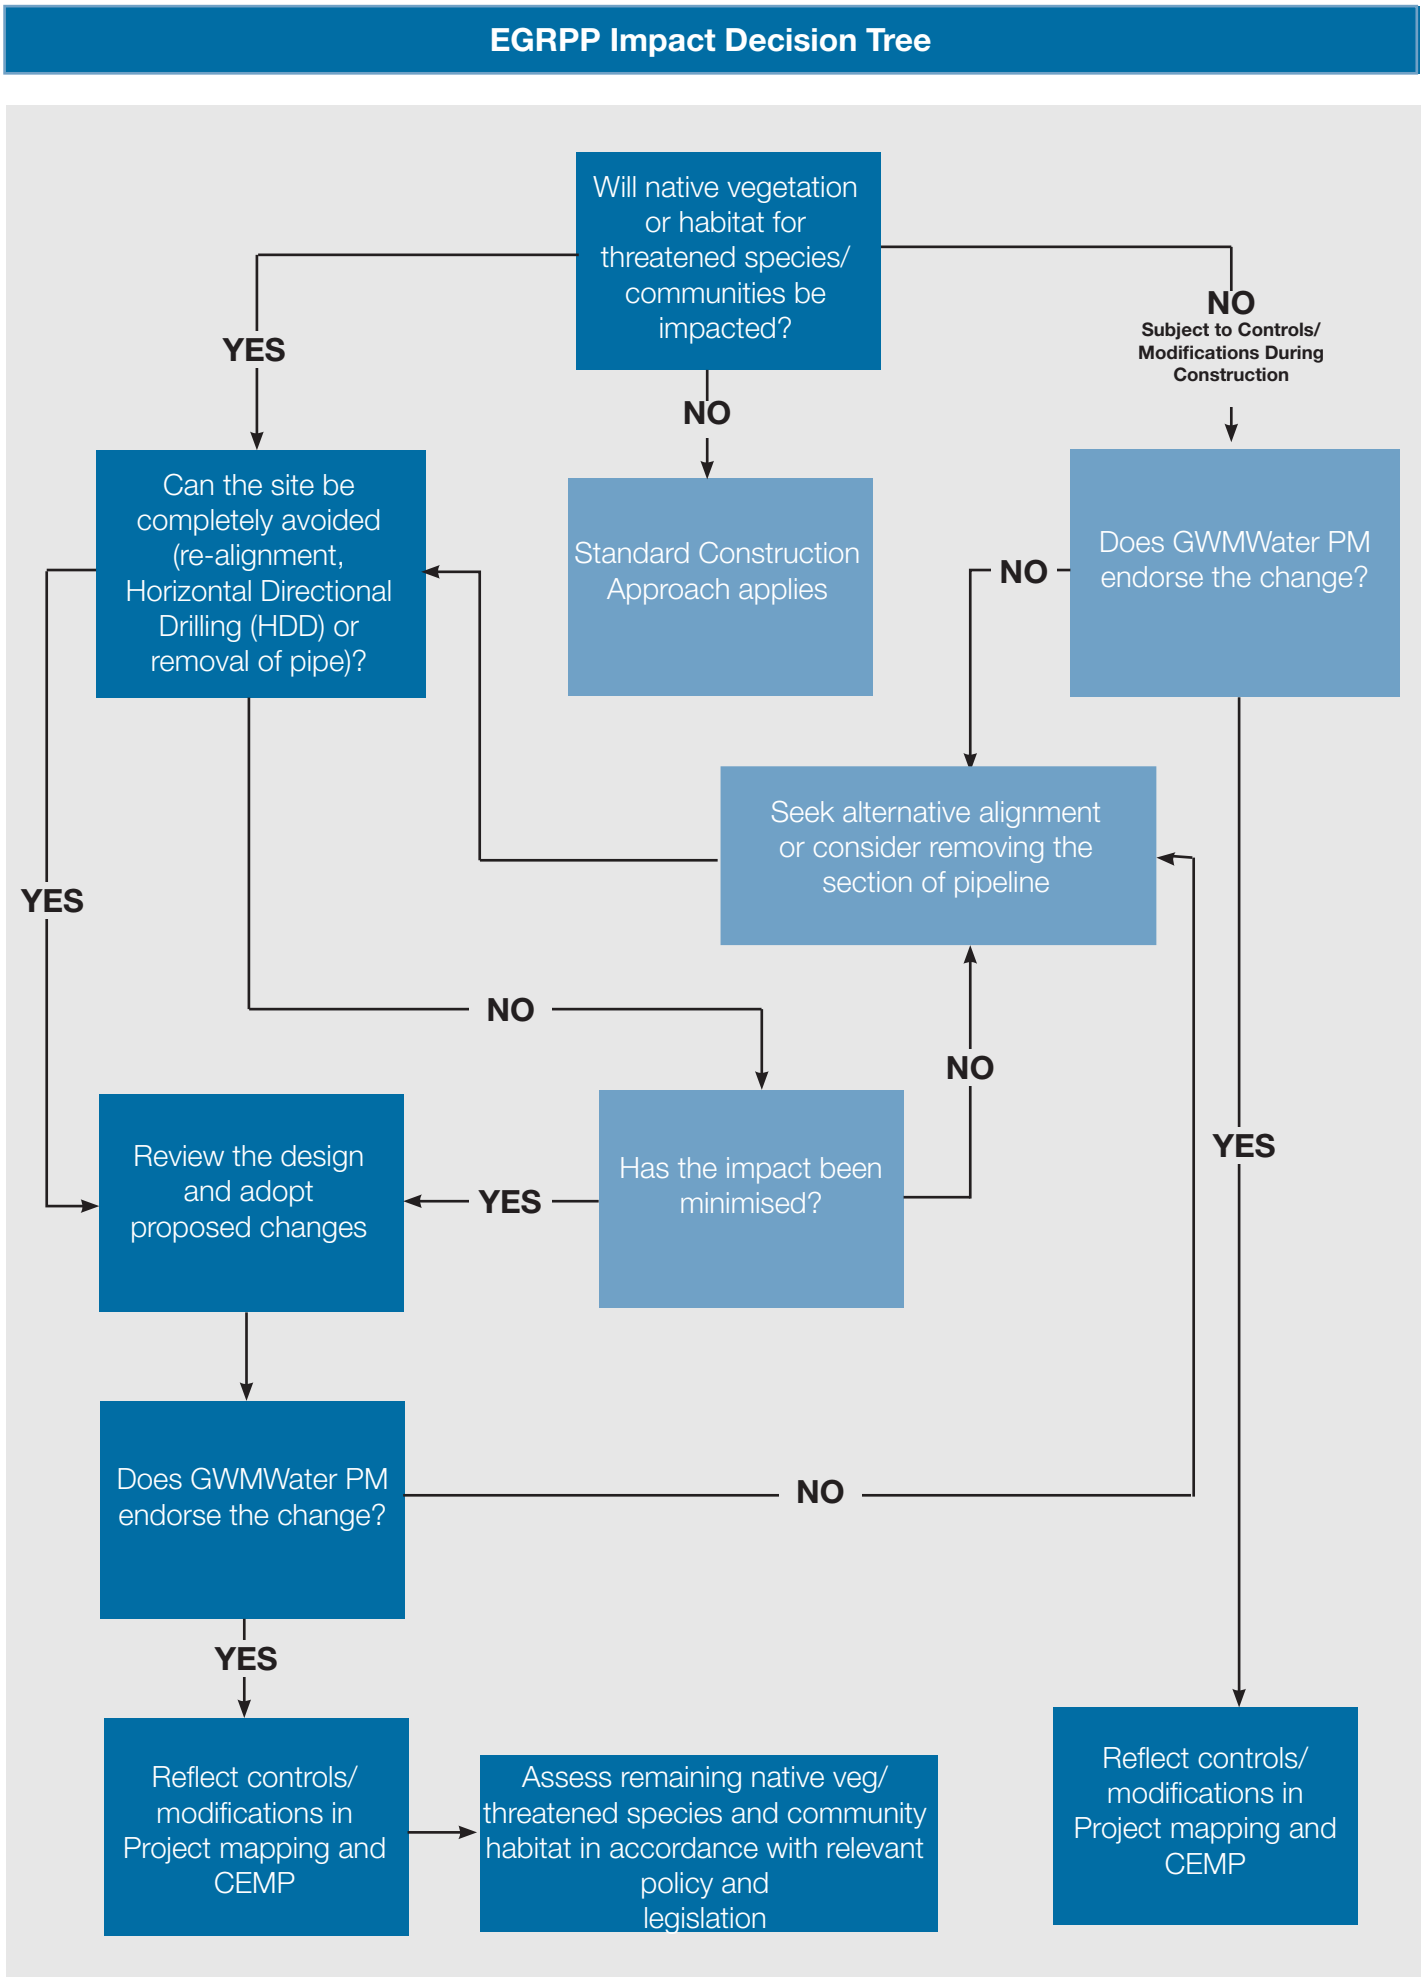 EGRPP Impact Decision Tree
Will native vegetation
or habitat for
threatened species/
communities be
impacted?
YES
NO
NO
Subject to Controls/
Modifications During
Construction
Can the site be
completely avoided
(re-alignment,
Horizontal Directional
Drilling (HDD) or
removal of pipe)?
Standard Construction
Approach applies
Does GWMWater PM
endorse the change?
NO
Seek alternative alignment
or consider removing the
section of pipeline
YES
NO
NO
Review the design
and adopt
proposed changes
YES
Has the impact been
minimised?
YES
Does GWMWater PM
endorse the change?
NO
YES
Reflect controls/
modifications in
Project mapping and
CEMP
Assess remaining native veg/
threatened species and community
habitat in accordance with relevant
policy and
legislation
Reflect controls/
modifications in
Project mapping and
CEMP